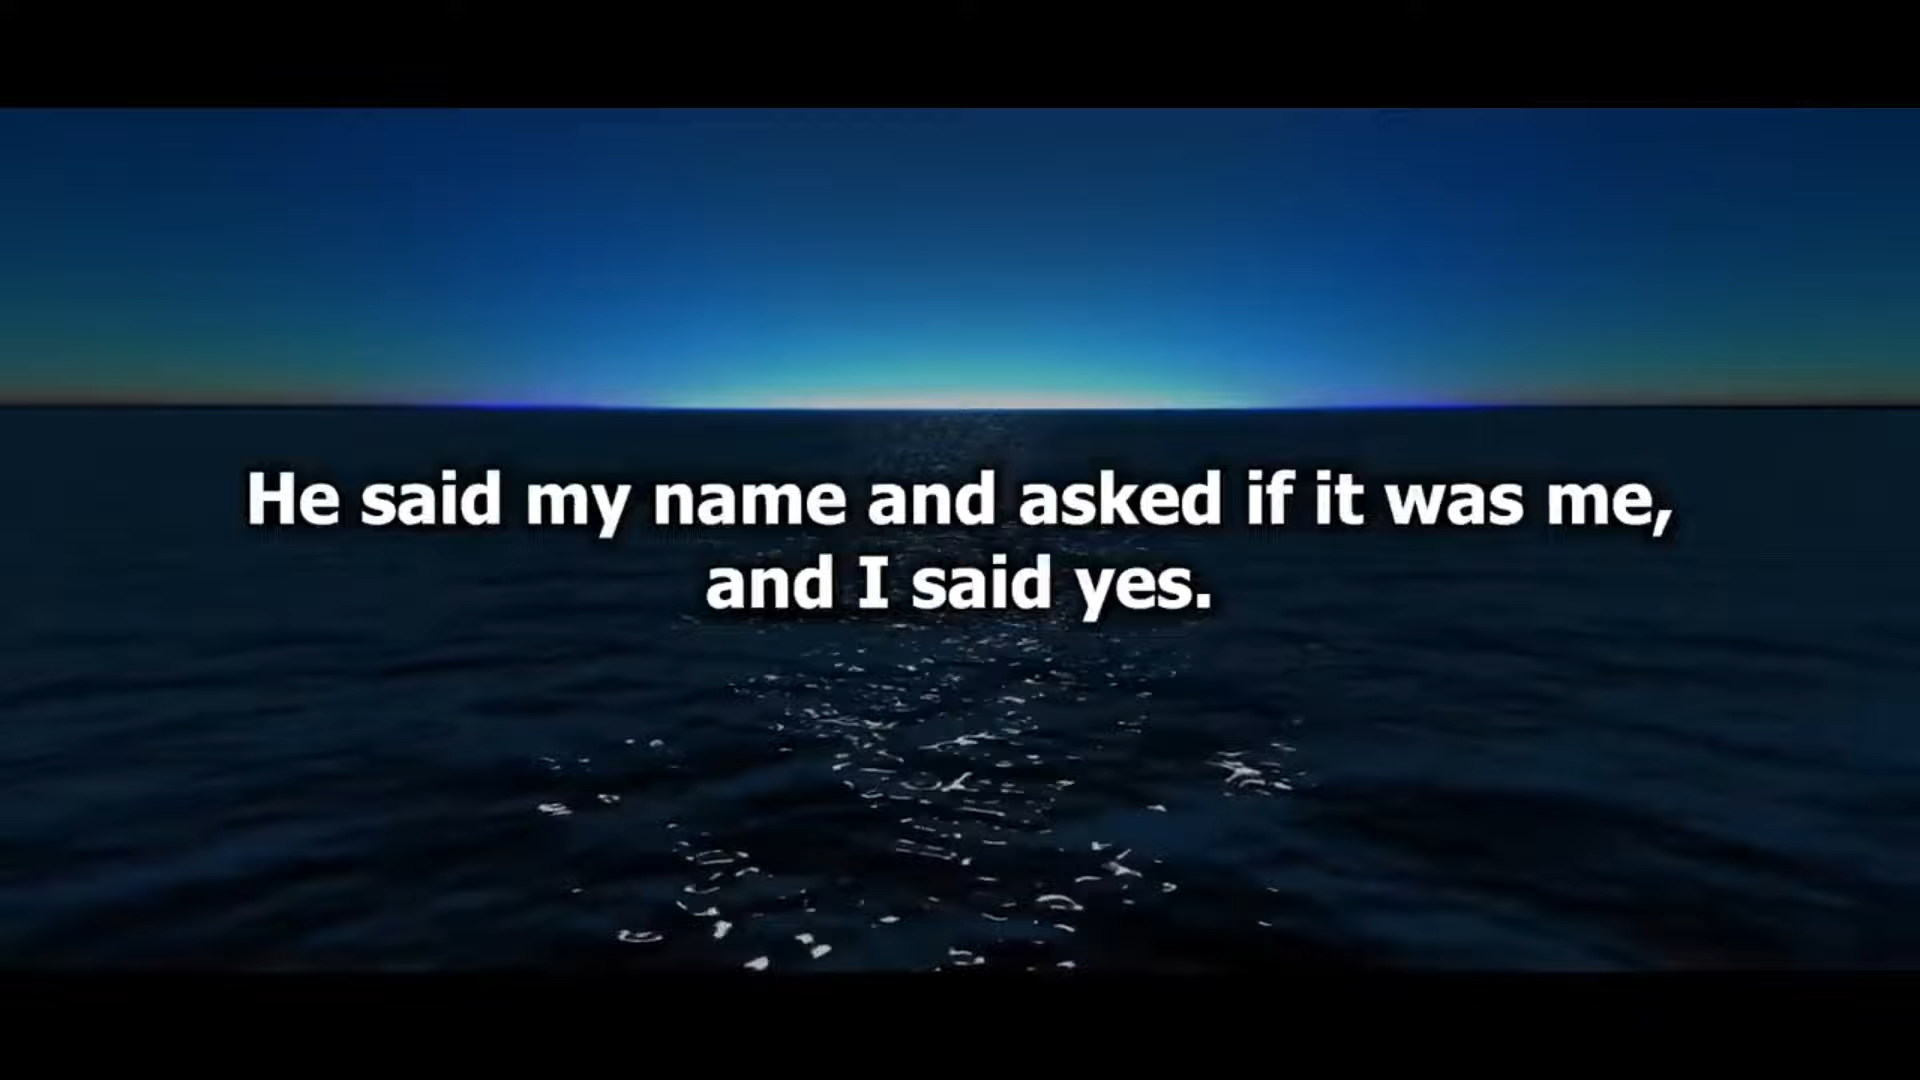 He said my name and asked if it was me,
and I said yes.